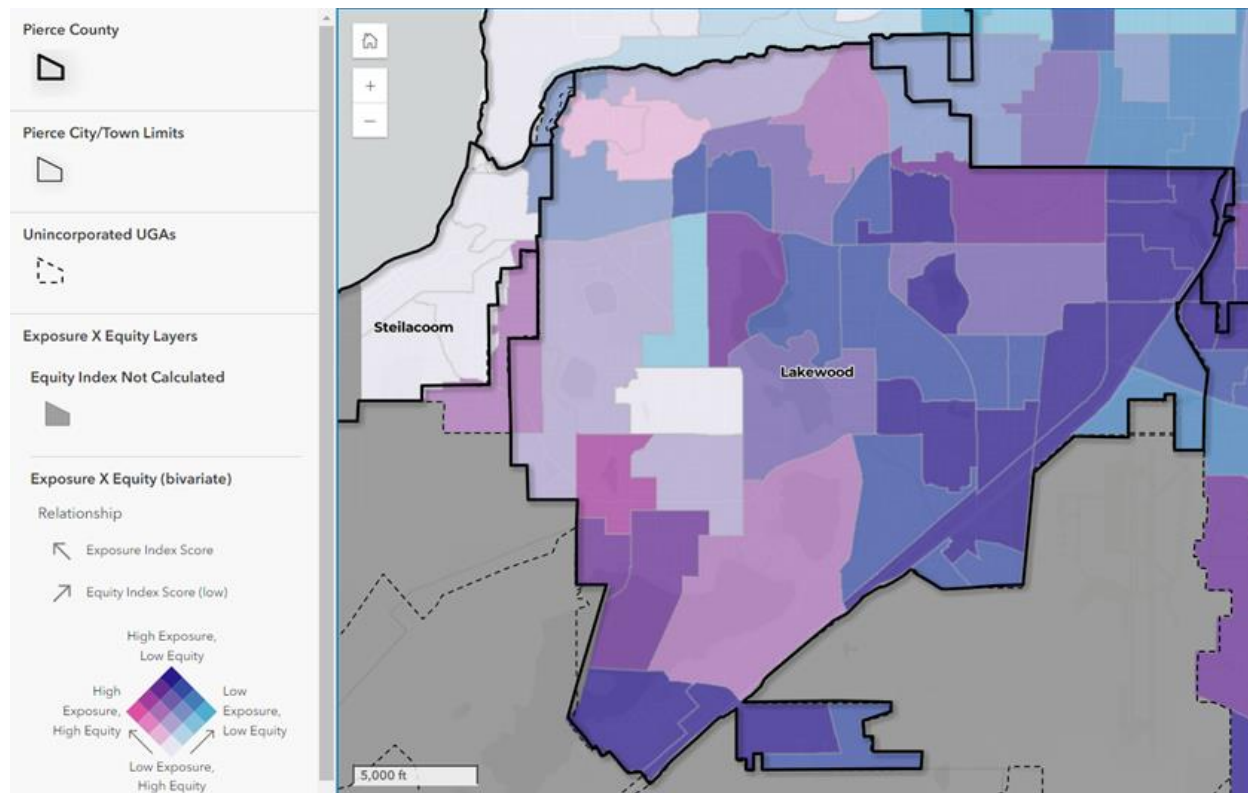 Pierce County
Pierce City/Town Limits
Unincorporated UGAs
Exposure X Equity Layers
Equity Index Not Calculated
Exposure X Equity (bivariate)
Relationship
Exposure Index Score
Equity Index Score (low)
High Exposure,
Low Equity
High
Exposure,
High Equity
Low
Exposure,
Low Equity
Low Exposure,
High Equity
+
−
Steilacoom
Lakewood
5,000 ft